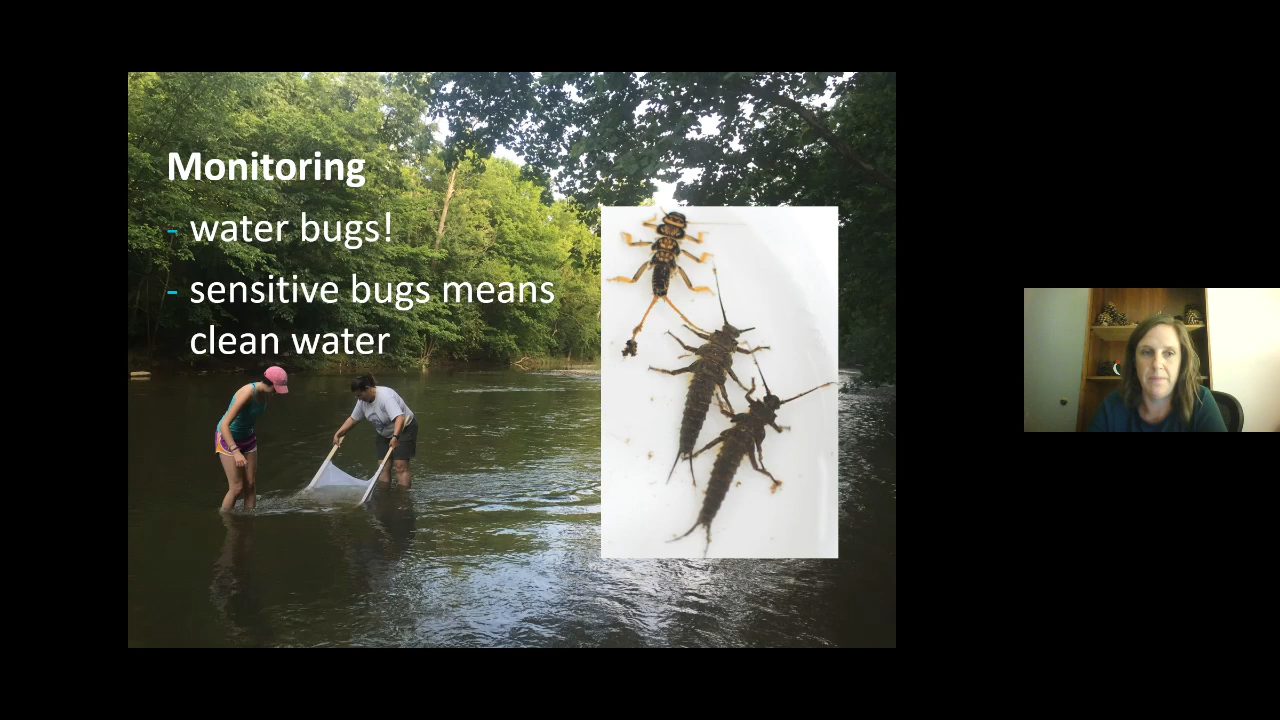 Monitoring
- water bugs!
- sensitive bugs means
clean water